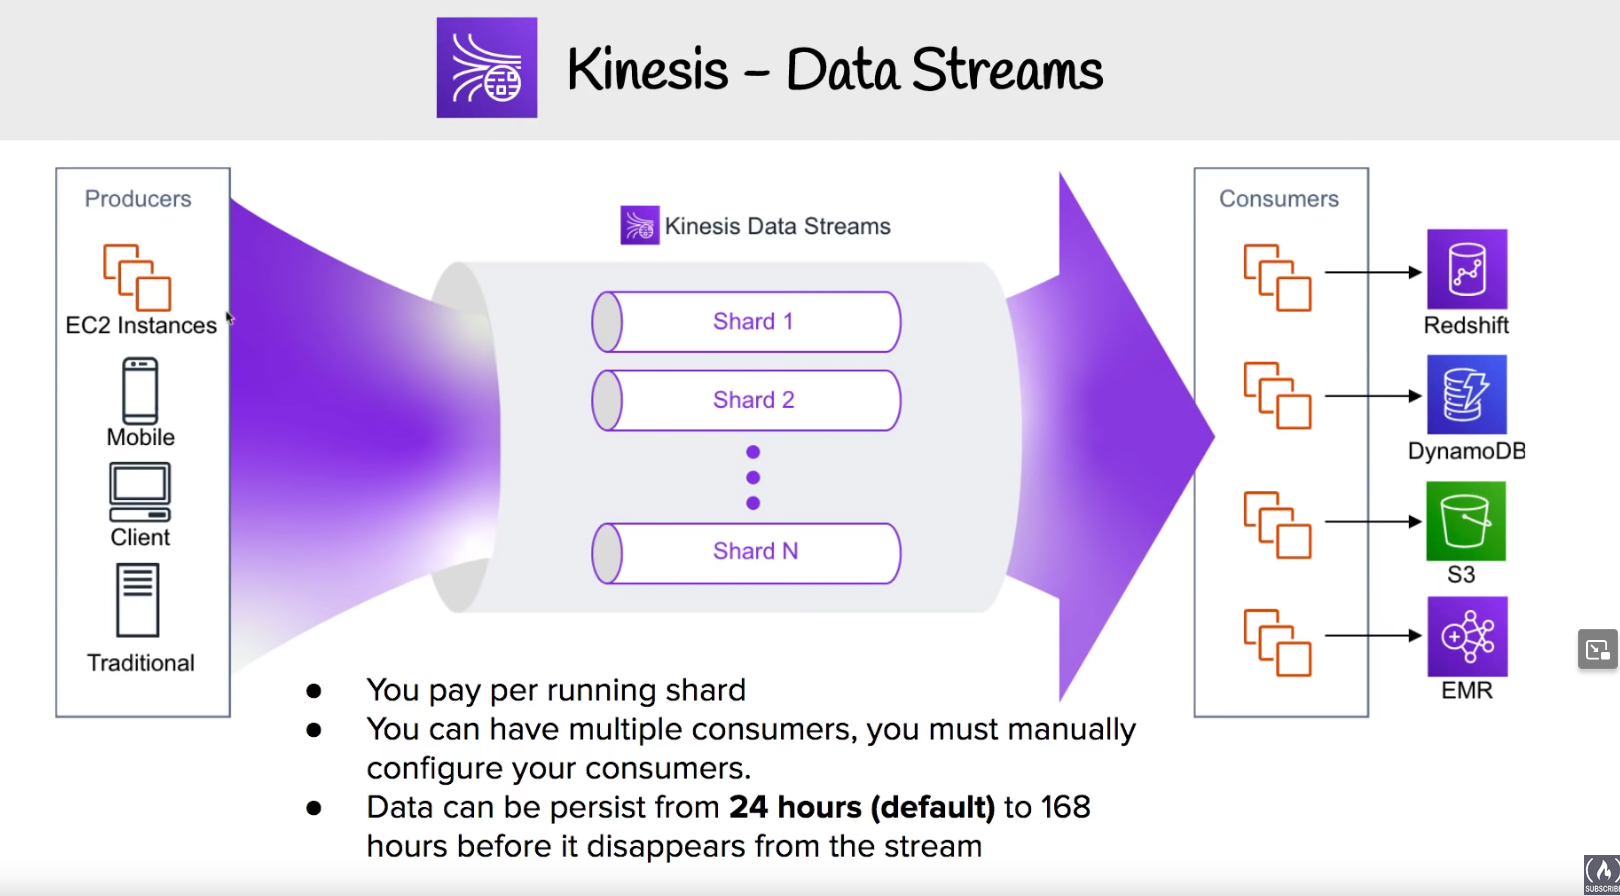 Kinesis – Data Streams
Producers
EC2 Instances
Mobile
Client
Traditional
Kinesis Data Streams
Shard 1
Shard 2
Shard N
Consumers
Redshift
DynamoDB
S3
EMR
● You pay per running shard
● You can have multiple consumers, you must manually
configure your consumers.
● Data can be persist from 24 hours (default) to 168
hours before it disappears from the stream
SUBSCRIBE